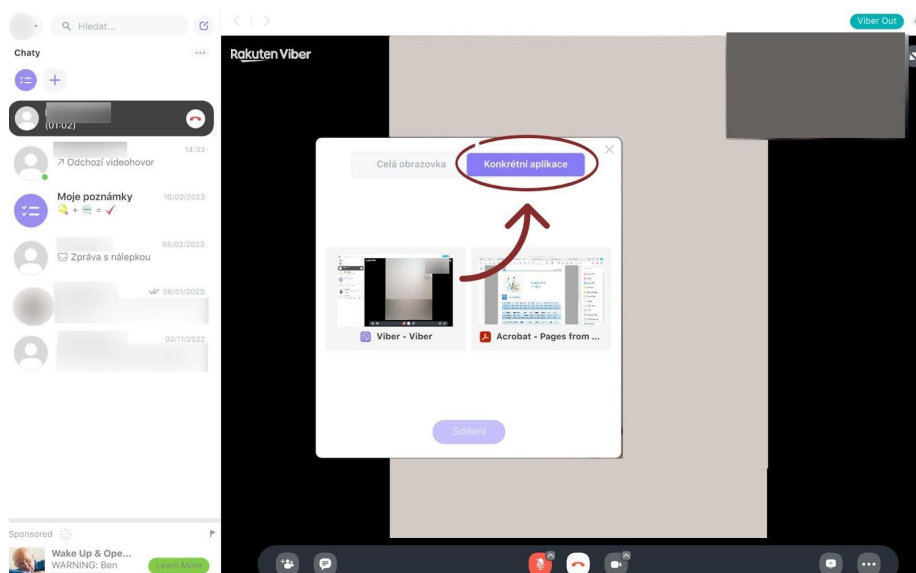 Hledat...
Viber Out
Chaty
Rakuten Viber
(01:02)
14:33
Odchozí videohovor
Moje poznámky
10/02/2023
+ =
05/02/2023
Zpráva s nálepkou
08/01/2023
02/11/2022
Celá obrazovka
Konkrétní aplikace
Viber - Viber
Acrobat - Pages from ...
Sdílení
Sponsored
Wake Up & Ope...
WARNING: Ben
Learn More